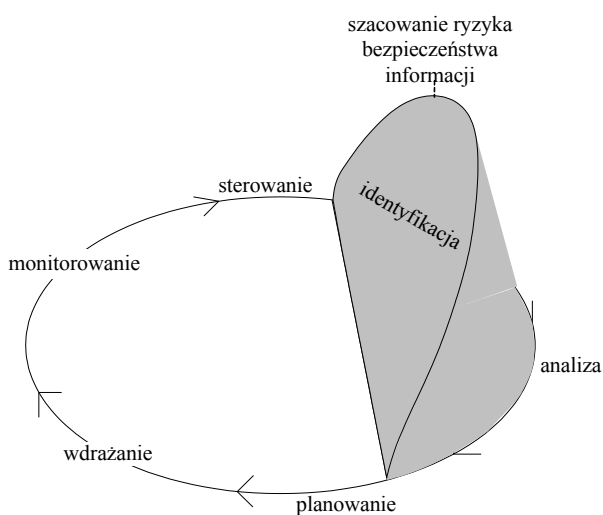 szacowanie ryzyka
bezpieczeństwa
informacji
sterowanie
identyfikacja
monitorowanie
analiza
wdrażanie
planowanie